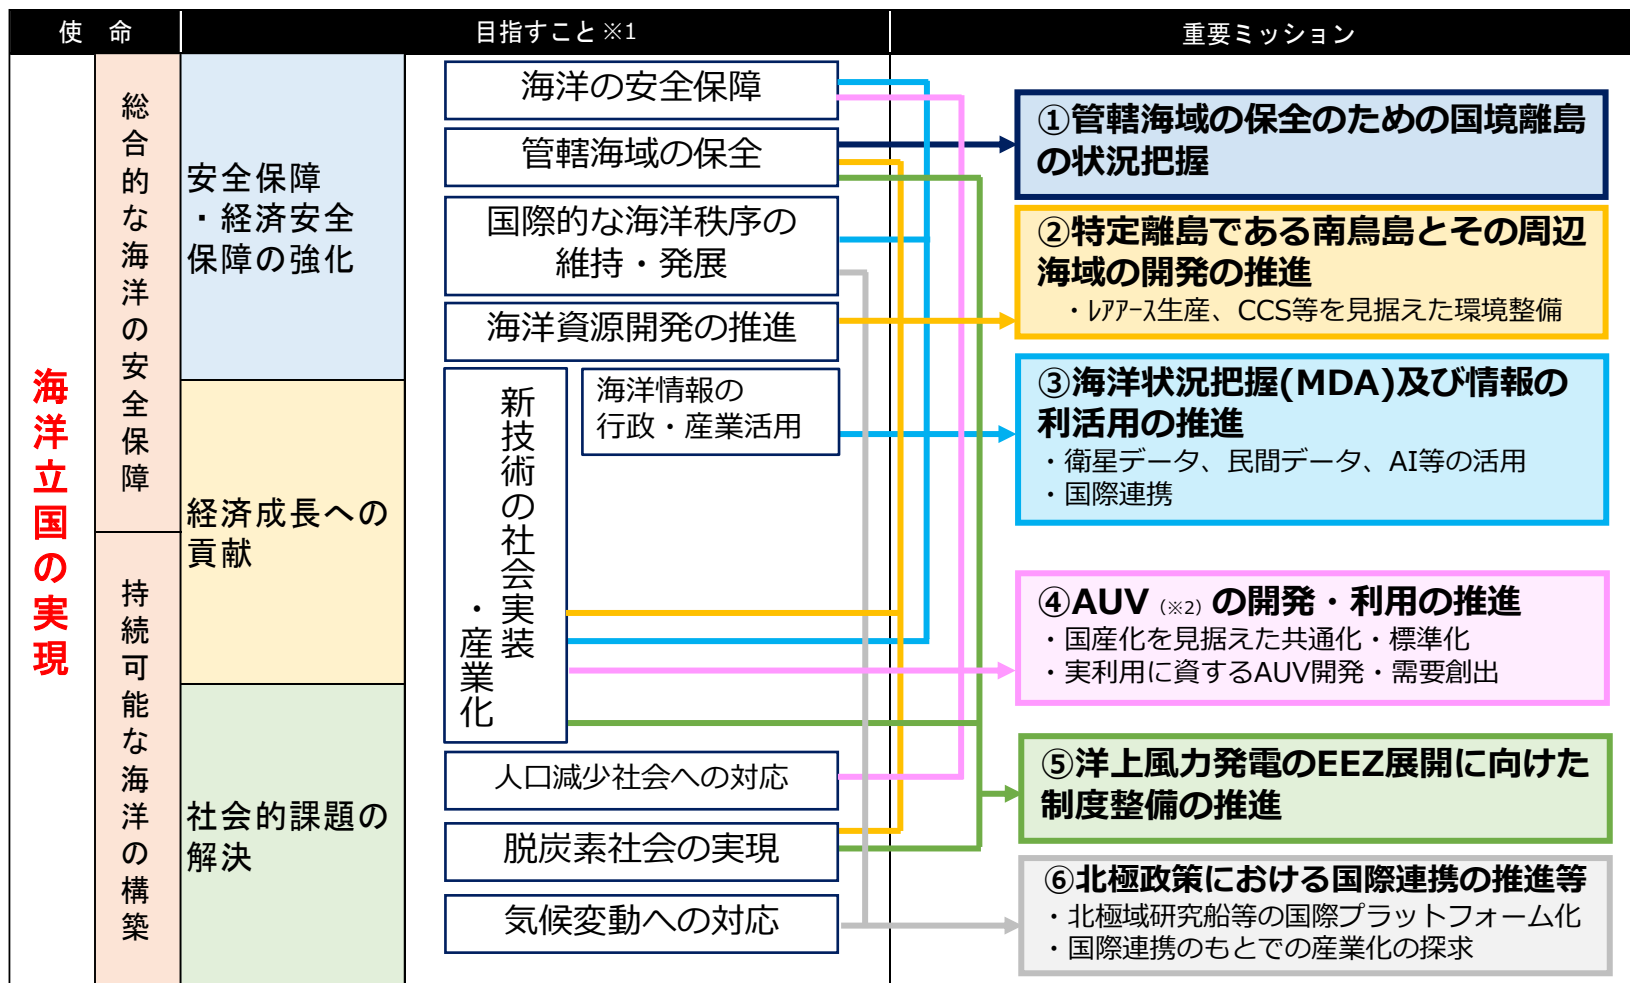 使 命
目指すこと※1
重要ミッション
海洋立国の実現
総合的な海洋の安全保障
持続可能な海洋の構築
安全保障
・経済安全
保障の強化
経済成長への
貢献
社会的課題の
解決
海洋の安全保障
管轄海域の保全
国際的な海洋秩序の
維持・発展
海洋資源開発の推進
新技術の社会実装
・産業化
海洋情報の
行政・産業活用
人口減少社会への対応
脱炭素社会の実現
気候変動への対応
①管轄海域の保全のための国境離島
の状況把握
②特定離島である南鳥島とその周辺
海域の開発の推進
・ﾚｱｱｰｽ生産、CCS等を見据えた環境整備
③海洋状況把握(MDA)及び情報の
利活用の推進
・衛星データ、民間データ、AI等の活用
・国際連携
④AUV（※2）の開発・利用の推進
・国産化を見据えた共通化・標準化
・実利用に資するAUV開発・需要創出
⑤洋上風力発電のEEZ展開に向けた
制度整備の推進
⑥北極政策における国際連携の推進等
・北極域研究船等の国際プラットフォーム化
・国際連携のもとでの産業化の探求